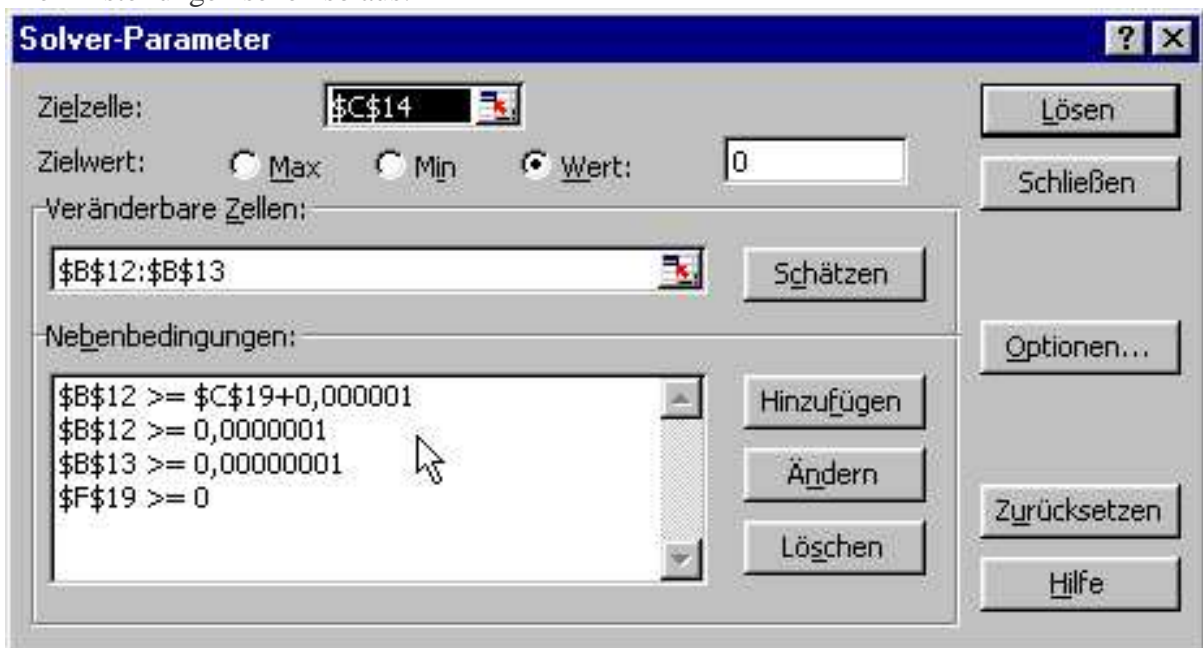 Solver-Parameter
Zielzelle:
$C$14
Lösen
Zielwert:
Max
Min
Wert:
0
Schließen
Veränderbare Zellen:
$B$12:$B$13
Schätzen
Nebenbedingungen:
Optionen...
$B$12 >= $C$19+0,000001
$B$12 >= 0,0000001
$B$13 >= 0,00000001
$F$19 >= 0
Hinzufügen
Ändern
Löschen
Zurücksetzen
Hilfe